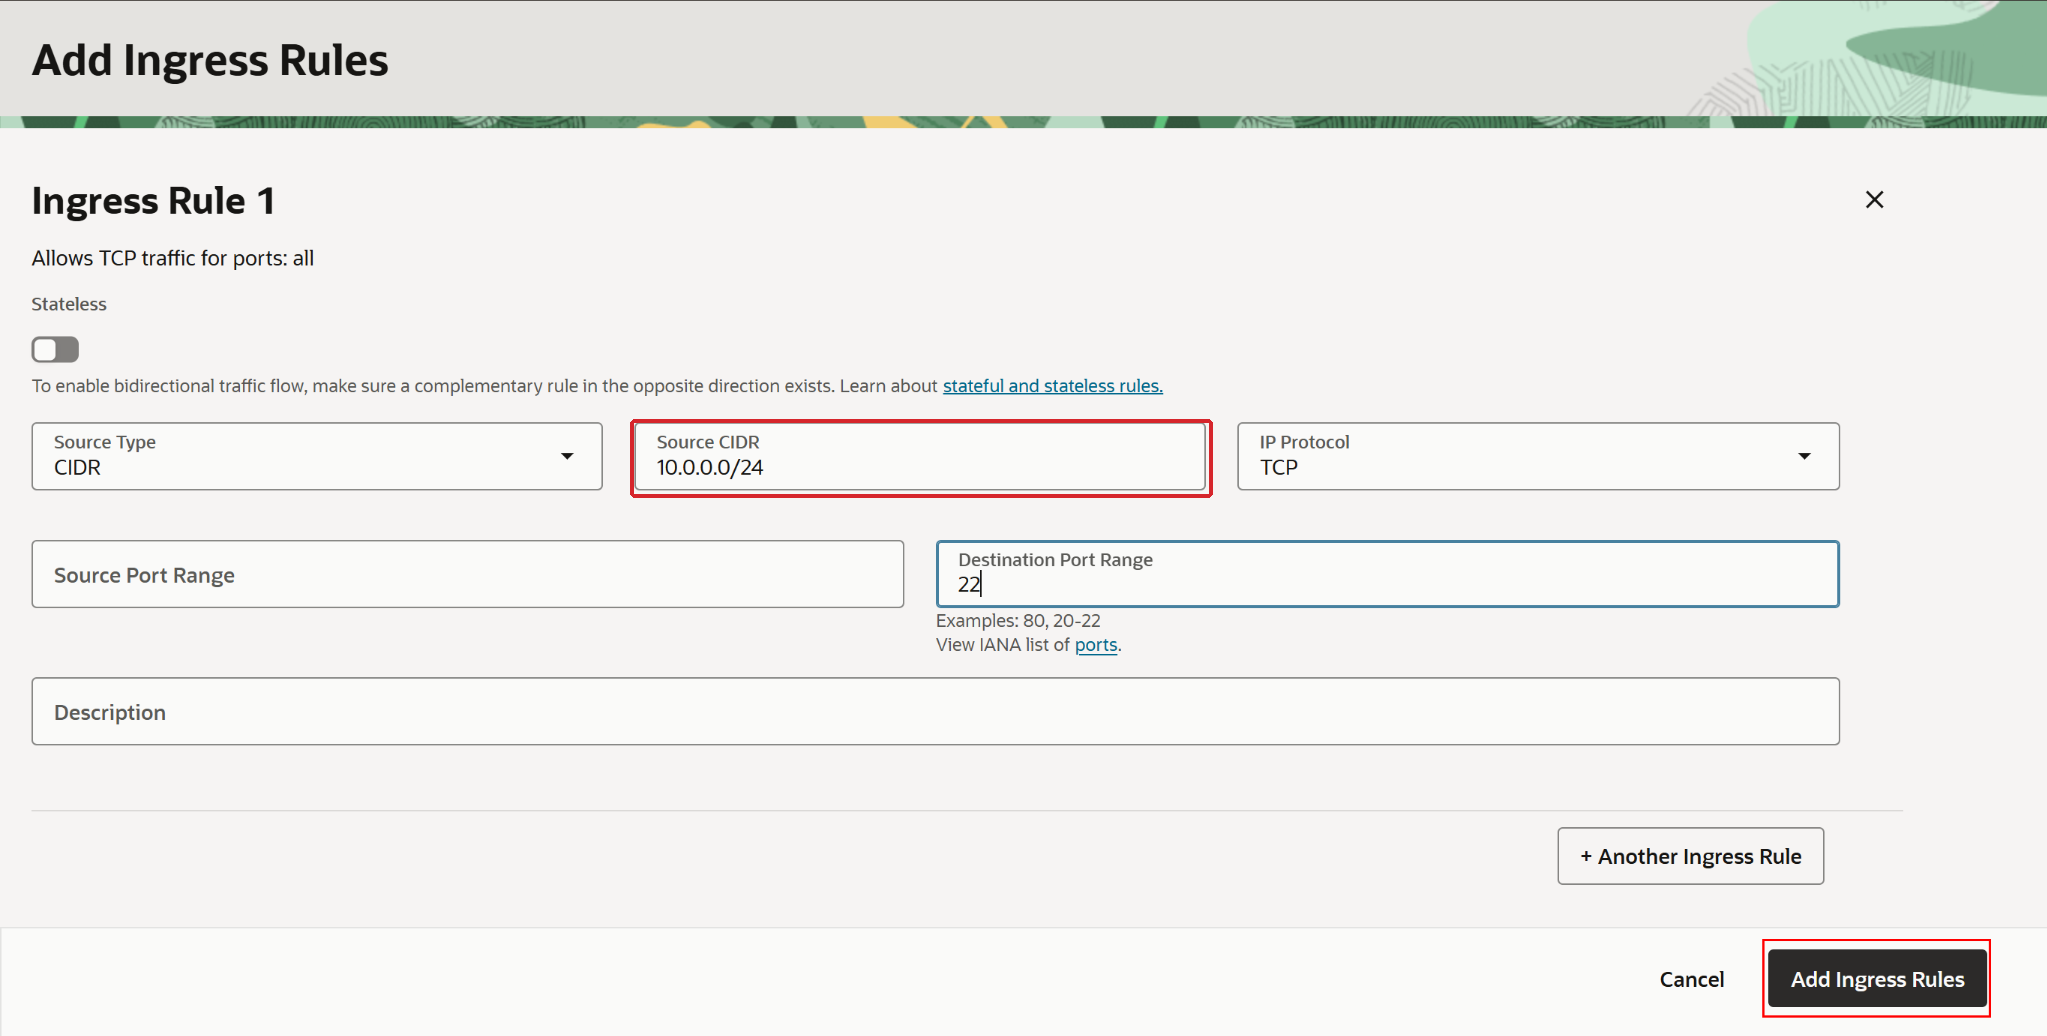 Add Ingress Rules
Ingress Rule 1
Allows TCP traffic for ports: all
Stateless
To enable bidirectional traffic flow, make sure a complementary rule in the opposite direction exists. Learn about stateful and stateless rules.
Source Type
CIDR
Source CIDR
10.0.0.0/24
IP Protocol
TCP
Source Port Range
Destination Port Range
22
Examples: 80, 20-22
View IANA list of ports.
Description
+ Another Ingress Rule
Cancel
Add Ingress Rules